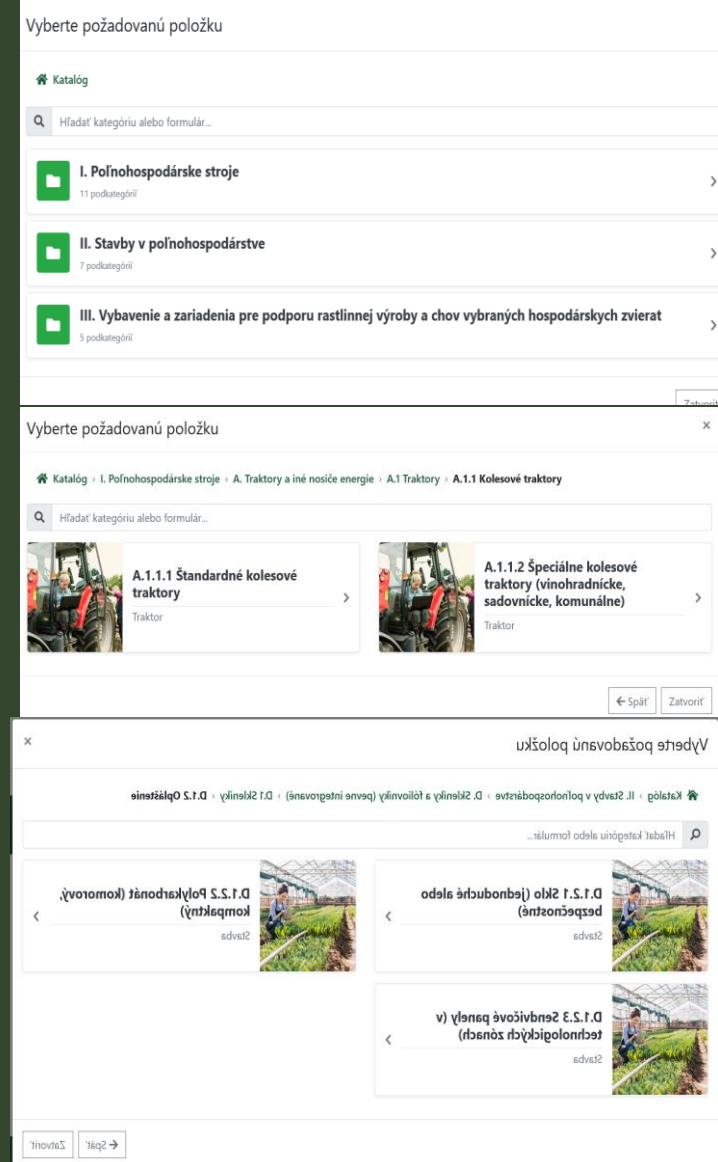 Vyberte požadovanú položku
Katalóg
Hľadať kategóriu alebo formulár...
I. Poľnohospodárske stroje
11 podkategórií
II. Stavby v poľnohospodárstve
7 podkategórií
III. Vybavenie a zariadenia pre podporu rastlinnej výroby a chov vybraných hospodárskych zvierat
5 podkategórií
Zatvoriť
Vyberte požadovanú položku
Katalóg › I. Poľnohospodárske stroje › A. Traktory a iné nosiče energie › A.1 Traktory › A.1.1 Kolesové traktory
Hľadať kategóriu alebo formulár...
A.1.1.1 Štandardné kolesové
traktory
Traktor
A.1.1.2 Špeciálne kolesové
traktory (vinohradnícke,
sadovnícke, komunálne)
Traktor
← Späť Zatvoriť
Vyberte požadovanú položku
Katalóg › II. Stavby v poľnohospodárstve › D. Skleníky a fóliovníky (pevne integrované) › D.1 Skleníky › D.1.2 Opláštenie
Hľadať kategóriu alebo formulár...
D.1.2.1 Sklo (jednoduché alebo
bezpečnostné)
Stavba
D.1.2.2 Polykarbonát (komorový,
kompaktný)
Stavba
D.1.2.3 Sendvičové panely (v
technologických zónach)
Stavba
← Späť Zatvoriť